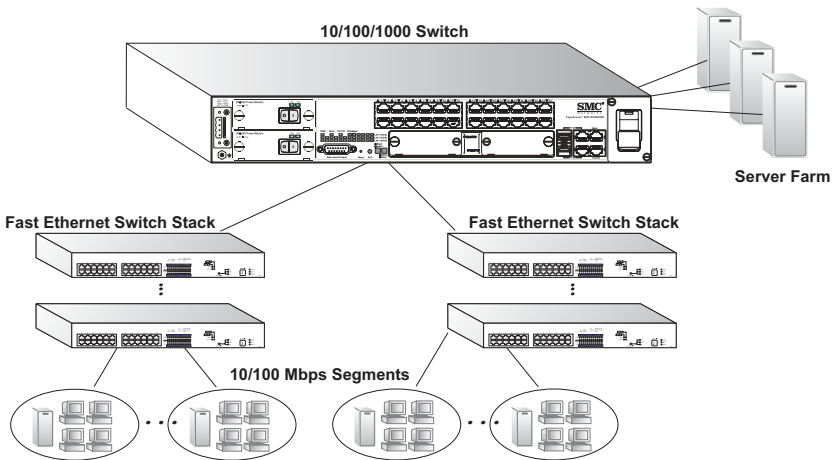 10/100/1000 Switch
SMC
NETWORKS
Server Farm
Fast Ethernet Switch Stack
Fast Ethernet Switch Stack
10/100 Mbps Segments